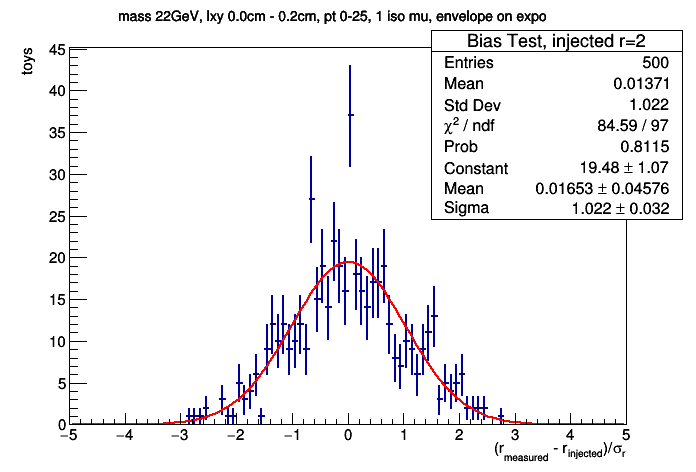 mass 22GeV, lxy 0.0cm - 0.2cm, pt 0-25, 1 iso mu, envelope on expo
Bias Test, injected r=2
Entries 500
Mean 0.01371
Std Dev 1.022
χ² / ndf 84.59 / 97
Prob 0.8115
Constant 19.48 ± 1.07
Mean 0.01653 ± 0.04576
Sigma 1.022 ± 0.032
toys
45
40
35
30
25
20
15
10
5
0
−5 −4 −3 −2 −1 0 1 2 3 4 5
(r_measured - r_injected)/σ_r